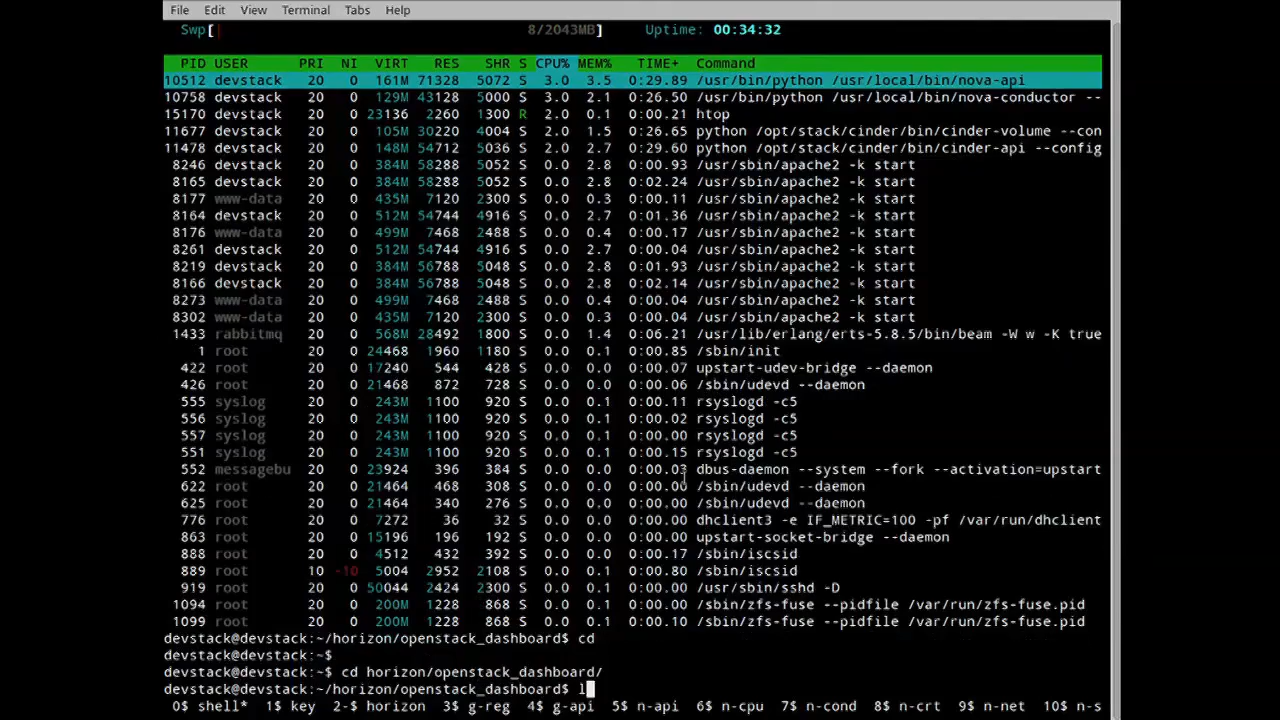 File Edit View Terminal Tabs Help
Swp[| 8/2043MB] Uptime: 00:34:32
PID USER PRI NI VIRT RES SHR S CPU% MEM% TIME+ Command
10512 devstack 20 0 161M 71328 5072 S 3.0 3.5 0:29.89 /usr/bin/python /usr/local/bin/nova-api
10758 devstack 20 0 129M 43128 5000 S 3.0 2.1 0:26.50 /usr/bin/python /usr/local/bin/nova-conductor --
15170 devstack 20 0 23136 2260 1300 R 2.0 0.1 0:00.21 htop
11677 devstack 20 0 105M 30220 4004 S 2.0 1.5 0:26.65 python /opt/stack/cinder/bin/cinder-volume --con
11478 devstack 20 0 148M 54712 5036 S 2.0 2.7 0:29.60 python /opt/stack/cinder/bin/cinder-api --config
8246 devstack 20 0 384M 58288 5052 S 0.0 2.8 0:00.93 /usr/sbin/apache2 -k start
8165 devstack 20 0 384M 58288 5052 S 0.0 2.8 0:02.24 /usr/sbin/apache2 -k start
8177 www-data 20 0 435M 7120 2300 S 0.0 0.3 0:00.11 /usr/sbin/apache2 -k start
8164 devstack 20 0 512M 54744 4916 S 0.0 2.7 0:01.36 /usr/sbin/apache2 -k start
8176 www-data 20 0 499M 7468 2488 S 0.0 0.4 0:00.17 /usr/sbin/apache2 -k start
8261 devstack 20 0 512M 54744 4916 S 0.0 2.7 0:00.04 /usr/sbin/apache2 -k start
8219 devstack 20 0 384M 56788 5048 S 0.0 2.8 0:01.93 /usr/sbin/apache2 -k start
8166 devstack 20 0 384M 56788 5048 S 0.0 2.8 0:02.14 /usr/sbin/apache2 -k start
8273 www-data 20 0 499M 7468 2488 S 0.0 0.4 0:00.04 /usr/sbin/apache2 -k start
8302 www-data 20 0 435M 7120 2300 S 0.0 0.3 0:00.04 /usr/sbin/apache2 -k start
1433 rabbitmq 20 0 568M 28492 1800 S 0.0 1.4 0:06.21 /usr/lib/erlang/erts-5.8.5/bin/beam -W w -K true
1 root 20 0 24468 1960 1180 S 0.0 0.1 0:00.85 /sbin/init
422 root 20 0 17240 544 428 S 0.0 0.0 0:00.07 upstart-udev-bridge --daemon
426 root 20 0 21468 872 728 S 0.0 0.0 0:00.06 /sbin/udevd --daemon
555 syslog 20 0 243M 1100 920 S 0.0 0.1 0:00.11 rsyslogd -c5
556 syslog 20 0 243M 1100 920 S 0.0 0.1 0:00.02 rsyslogd -c5
557 syslog 20 0 243M 1100 920 S 0.0 0.1 0:00.00 rsyslogd -c5
551 syslog 20 0 243M 1100 920 S 0.0 0.1 0:00.15 rsyslogd -c5
552 messagebu 20 0 23924 396 384 S 0.0 0.0 0:00.03 dbus-daemon --system --fork --activation=upstart
622 root 20 0 21464 468 308 S 0.0 0.0 0:00.00 /sbin/udevd --daemon
625 root 20 0 21464 340 276 S 0.0 0.0 0:00.00 /sbin/udevd --daemon
776 root 20 0 7272 36 32 S 0.0 0.0 0:00.00 dhclient3 -e IF_METRIC=100 -pf /var/run/dhclient
863 root 20 0 15196 196 192 S 0.0 0.0 0:00.00 upstart-socket-bridge --daemon
888 root 20 0 4512 432 392 S 0.0 0.0 0:00.17 /sbin/iscsid
889 root 10 -10 5004 2952 2108 S 0.0 0.1 0:00.80 /sbin/iscsid
919 root 20 0 50044 2424 2300 S 0.0 0.1 0:00.00 /usr/sbin/sshd -D
1094 root 20 0 200M 1228 868 S 0.0 0.1 0:00.00 /sbin/zfs-fuse --pidfile /var/run/zfs-fuse.pid
1099 root 20 0 200M 1228 868 S 0.0 0.1 0:00.10 /sbin/zfs-fuse --pidfile /var/run/zfs-fuse.pid
devstack@devstack:~/horizon/openstack_dashboard$ cd
devstack@devstack:~$
devstack@devstack:~$ cd horizon/openstack_dashboard/
devstack@devstack:~/horizon/openstack_dashboard$ l
0$ shell* 1$ key 2-$ horizon 3$ g-reg 4$ g-api 5$ n-api 6$ n-cpu 7$ n-cond 8$ n-crt 9$ n-net 10$ n-s